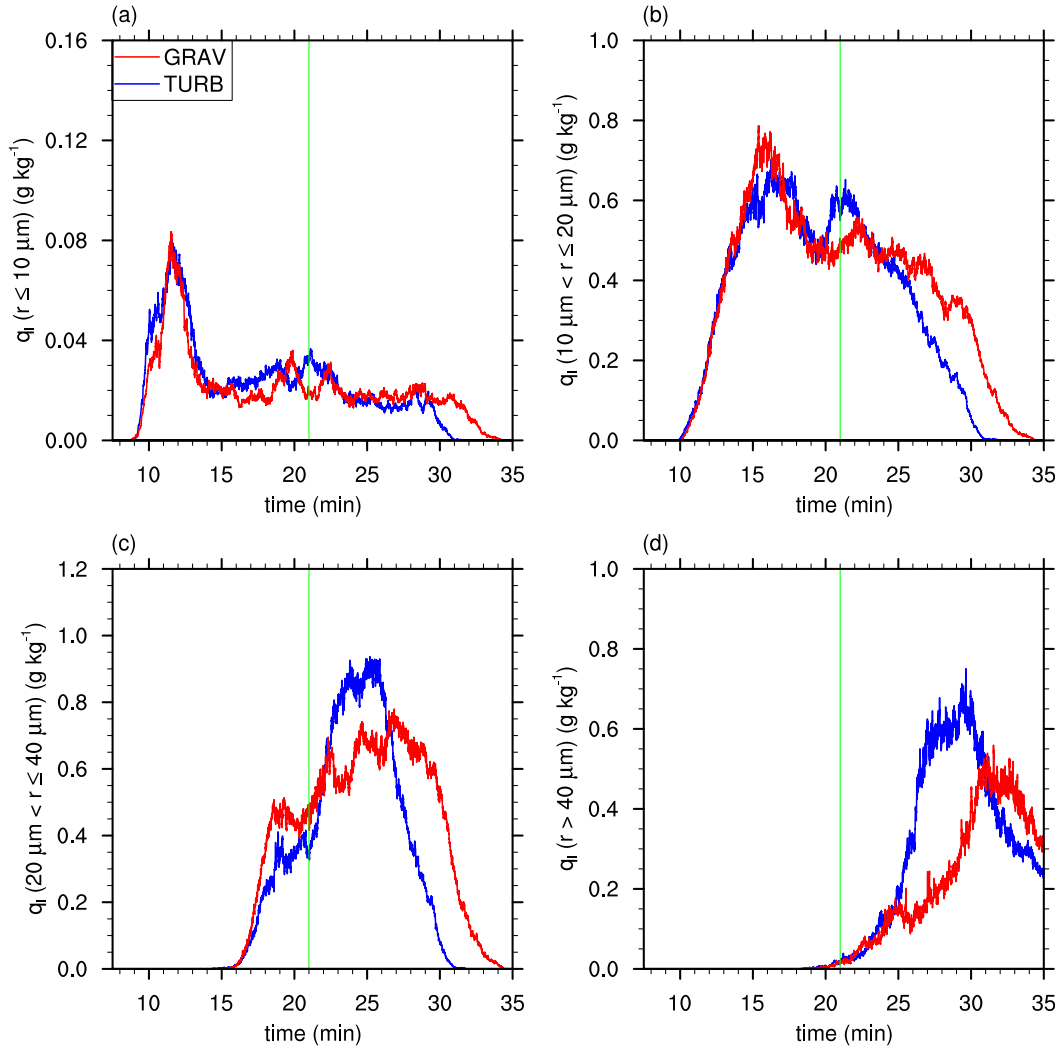 (a)
0.16
0.12
0.08
0.04
0.00
q_l (r ≤ 10 µm) (g kg⁻¹)
GRAV
TURB
10 15 20 25 30 35
time (min)
(b)
1.0
0.8
0.6
0.4
0.2
0.0
q_l (10 µm < r ≤ 20 µm) (g kg⁻¹)
10 15 20 25 30 35
time (min)
(c)
1.2
1.0
0.8
0.6
0.4
0.2
0.0
q_l (20 µm < r ≤ 40 µm) (g kg⁻¹)
10 15 20 25 30 35
time (min)
(d)
1.0
0.8
0.6
0.4
0.2
0.0
q_l (r > 40 µm) (g kg⁻¹)
10 15 20 25 30 35
time (min)